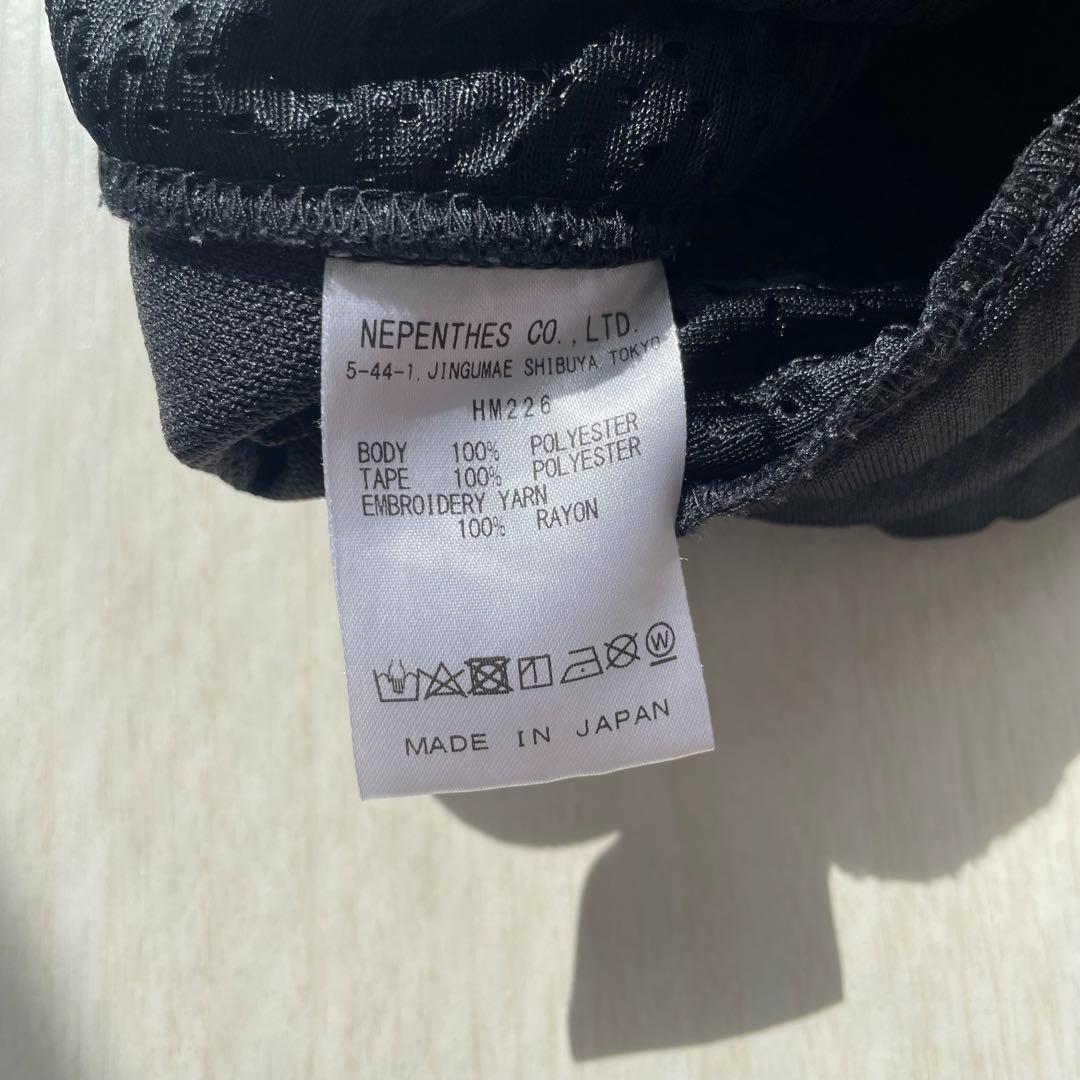 NEPENTHES CO.,LTD.
5-44-1, JINGUMAE SHIBUYA, TOKYO
HM226
BODY 100% POLYESTER
TAPE 100% POLYESTER
EMBROIDERY YARN
100% RAYON
W
MADE IN JAPAN